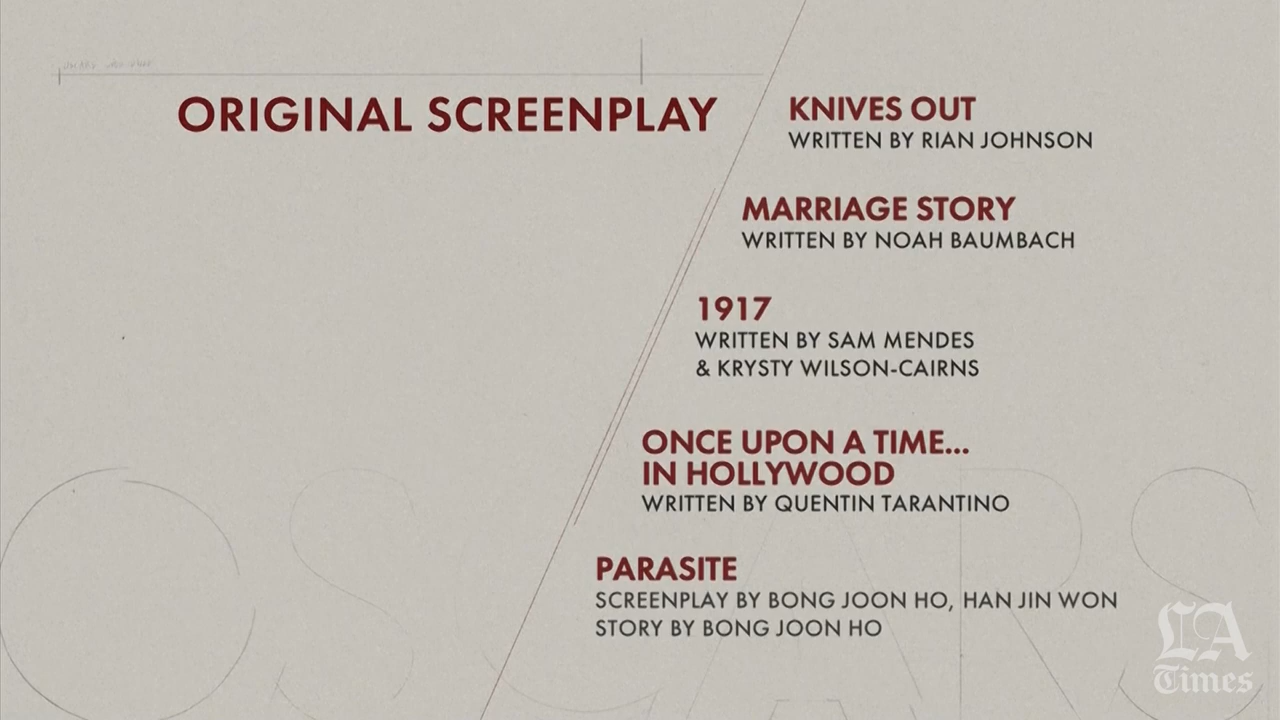 ORIGINAL SCREENPLAY
KNIVES OUT
WRITTEN BY RIAN JOHNSON
MARRIAGE STORY
WRITTEN BY NOAH BAUMBACH
1917
WRITTEN BY SAM MENDES
& KRYSTY WILSON-CAIRNS
ONCE UPON A TIME...
IN HOLLYWOOD
WRITTEN BY QUENTIN TARANTINO
PARASITE
SCREENPLAY BY BONG JOON HO, HAN JIN WON
STORY BY BONG JOON HO
OSCARS
LA
Times